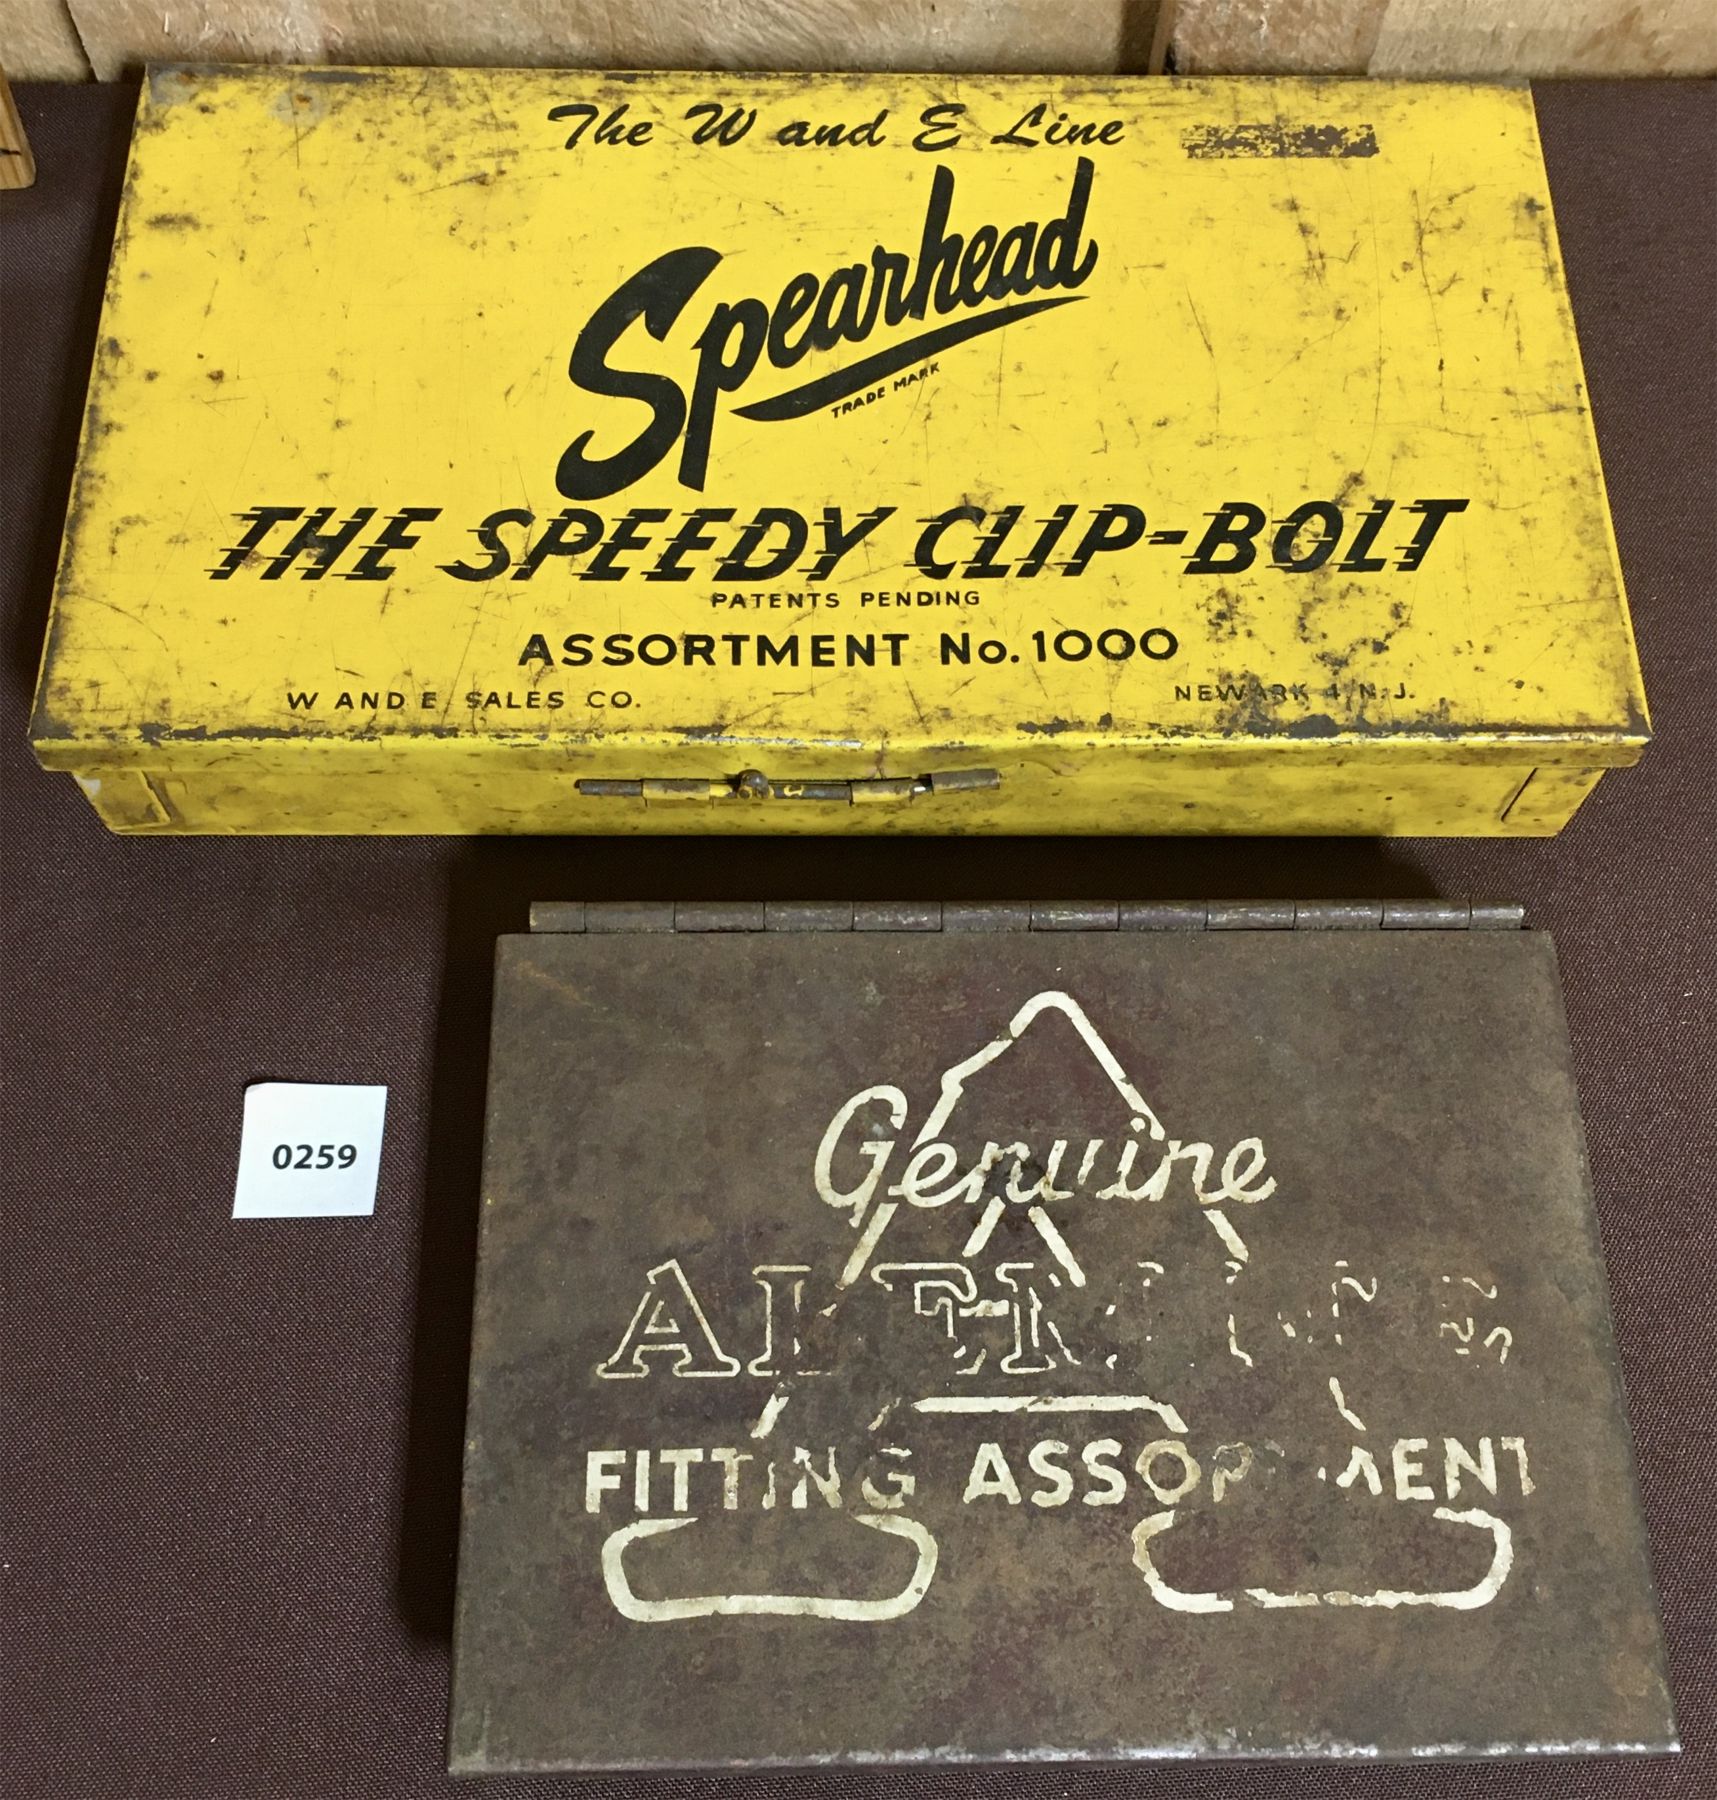 The W and E Line
Spearhead
TRADE MARK
THE SPEEDY CLIP-BOLT
PATENTS PENDING
ASSORTMENT No. 1000
W AND E SALES CO.
NEWARK 4, N. J.
0259
Genuine
FITTING ASSORTMENT